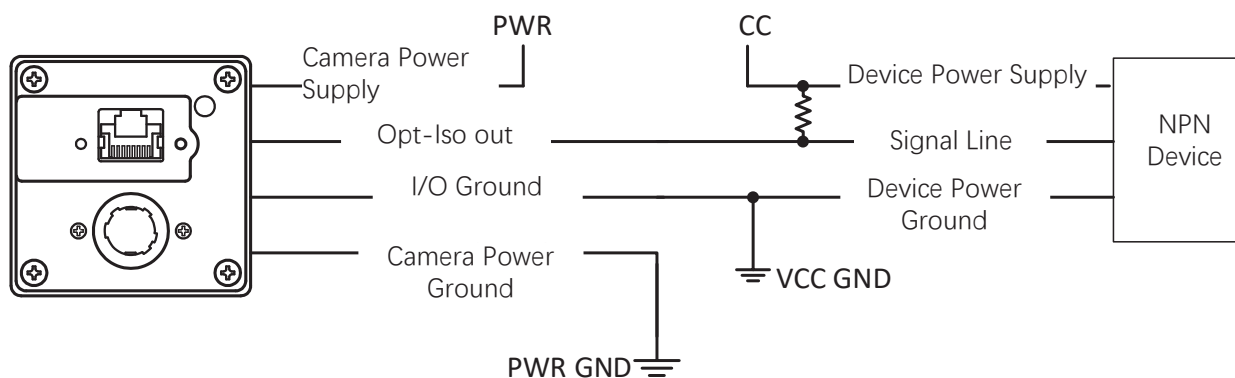 PWR
CC
Camera Power
Supply
Device Power Supply
Opt-Iso out
Signal Line
NPN
Device
I/O Ground
Device Power
Ground
Camera Power
Ground
VCC GND
PWR GND